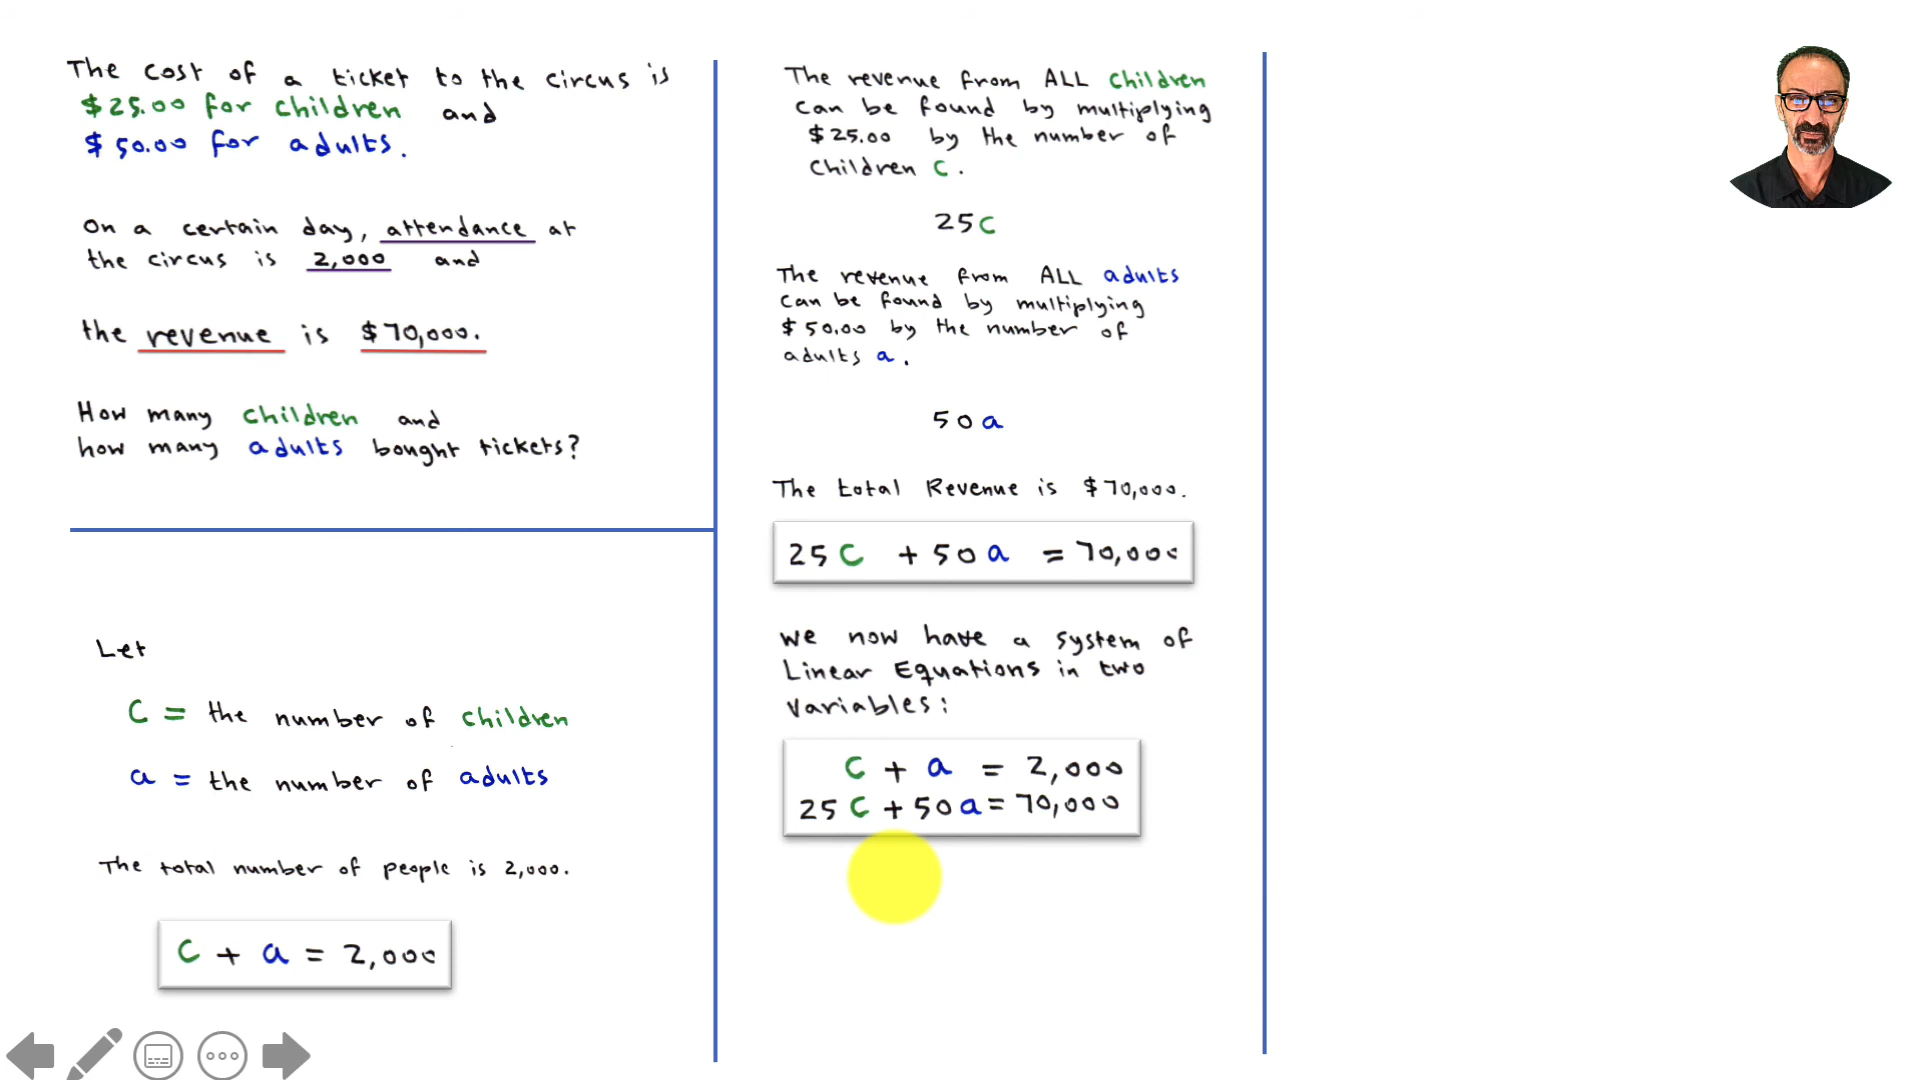 The cost of a ticket to the circus is
$25.00 for children and
$50.00 for adults.
On a certain day, attendance at
the circus is 2,000 and
the revenue is $70,000.
How many children and
how many adults bought tickets?
Let
C = the number of children
a = the number of adults
The total number of people is 2,000.
C + a = 2,000
The revenue from ALL children
can be found by multiplying
$25.00 by the number of
children C.
25C
The revenue from ALL adults
can be found by multiplying
$50.00 by the number of
adults a.
50a
The total Revenue is $70,000.
25C + 50a = 70,000
We now have a system of
Linear Equations in two
variables:
C + a = 2,000
25C + 50a = 70,000